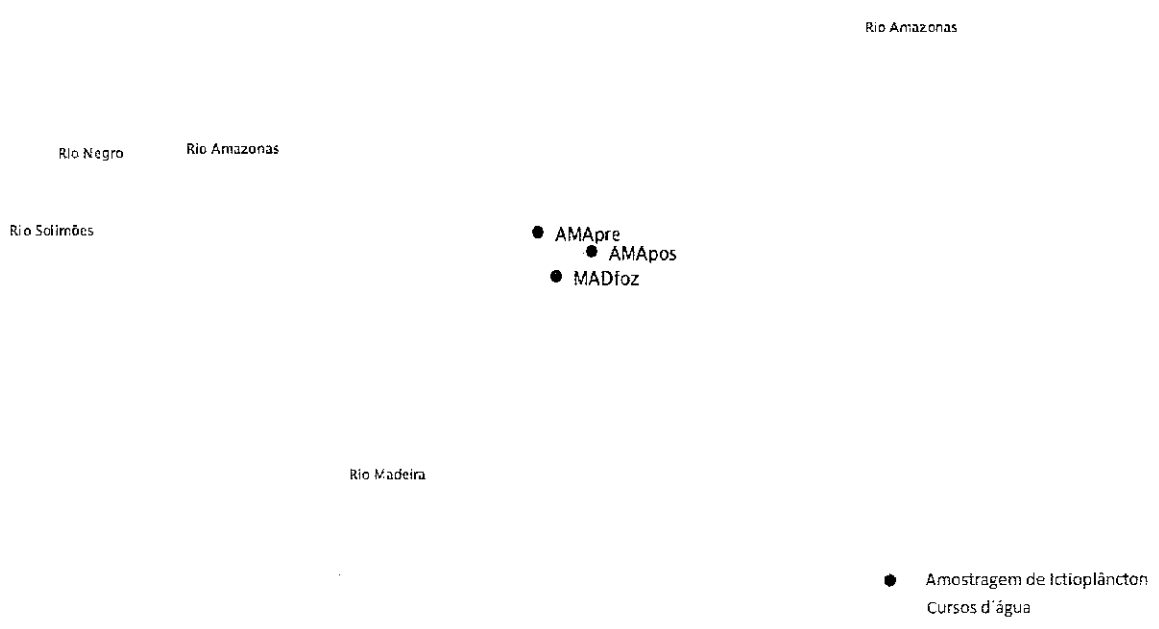 Rio Amazonas
Rio Negro
Rio Amazonas
Rio Solimões
AMApre
AMApos
MADfoz
Rio Madeira
Amostragem de Ictioplâncton
Cursos d´água